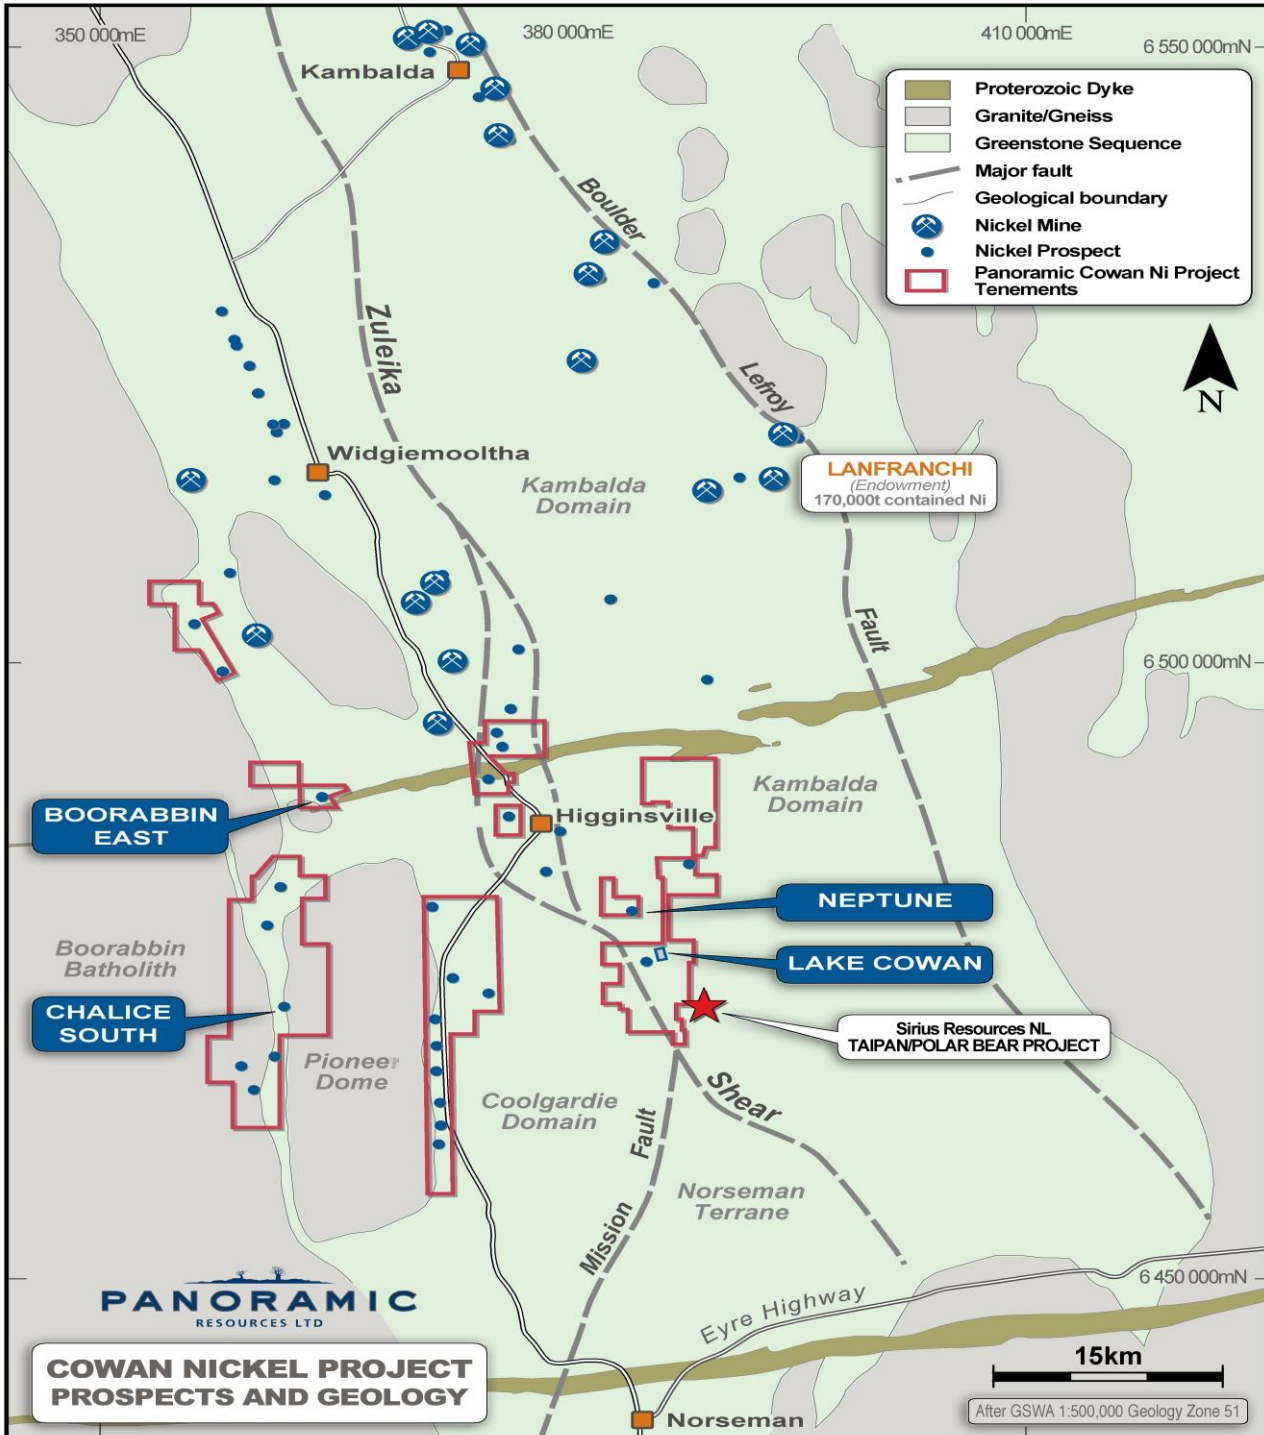 350 000mE
380 000mE
410 000mE
6 550 000mN
Kambalda
Proterozoic Dyke
Granite/Gneiss
Greenstone Sequence
Major fault
Geological boundary
Nickel Mine
Nickel Prospect
Panoramic Cowan Ni Project
Tenements
Boulder
Zuleika
Lefroy
N
Widgiemooltha
Kambalda
Domain
LANFRANCHI
(Endowment)
170,000t contained Ni
Fault
6 500 000mN
Kambalda
Domain
BOORABBIN
EAST
Higginsville
NEPTUNE
Boorabbin
Batholith
LAKE COWAN
CHALICE
SOUTH
Sirius Resources NL
TAIPAN/POLAR BEAR PROJECT
Pioneer
Dome
Coolgardie
Domain
Shear
Fault
Norseman
Terrane
Mission
6 450 000mN
PANORAMIC
RESOURCES LTD
Eyre Highway
COWAN NICKEL PROJECT
PROSPECTS AND GEOLOGY
15km
After GSWA 1:500,000 Geology Zone 51
Norseman